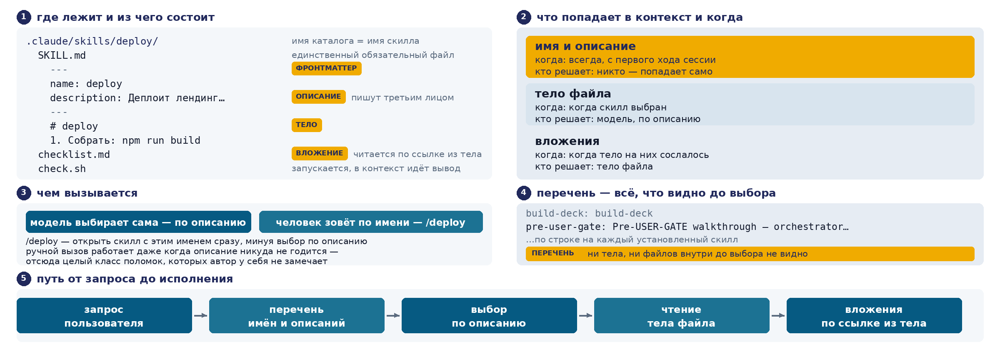 1 где лежит и из чего состоит
.claude/skills/deploy/ имя каталога = имя скилла
SKILL.md единственный обязательный файл
--- ФРОНТМАТТЕР
name: deploy
description: Деплоит лендинг… ОПИСАНИЕ пишут третьим лицом
---
# deploy ТЕЛО
1. Собрать: npm run build
checklist.md ВЛОЖЕНИЕ читается по ссылке из тела
check.sh запускается, в контекст идёт вывод
2 что попадает в контекст и когда
имя и описание
когда: всегда, с первого хода сессии
кто решает: никто — попадает само
тело файла
когда: когда скилл выбран
кто решает: модель, по описанию
вложения
когда: когда тело на них сослалось
кто решает: тело файла
3 чем вызывается
модель выбирает сама — по описанию человек зовёт по имени — /deploy
/deploy — открыть скилл с этим именем сразу, минуя выбор по описанию
ручной вызов работает даже когда описание никуда не годится —
отсюда целый класс поломок, которых автор у себя не замечает
4 перечень — всё, что видно до выбора
build-deck: build-deck
pre-user-gate: Pre-USER-GATE walkthrough — orchestrator…
…по строке на каждый установленный скилл
ПЕРЕЧЕНЬ ни тела, ни файлов внутри до выбора не видно
5 путь от запроса до исполнения
запрос
пользователя
перечень
имён и описаний
выбор
по описанию
чтение
тела файла
вложения
по ссылке из тела